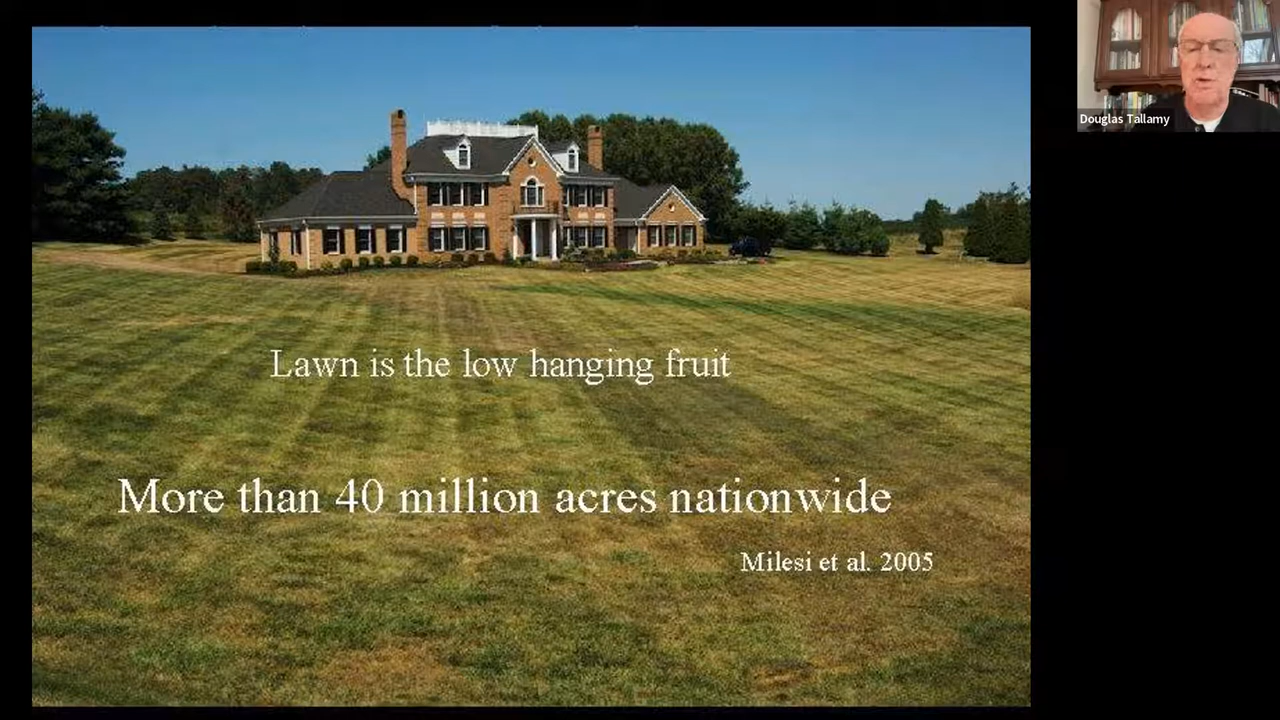 Douglas Tallamy
Lawn is the low hanging fruit
More than 40 million acres nationwide
Milesi et al. 2005